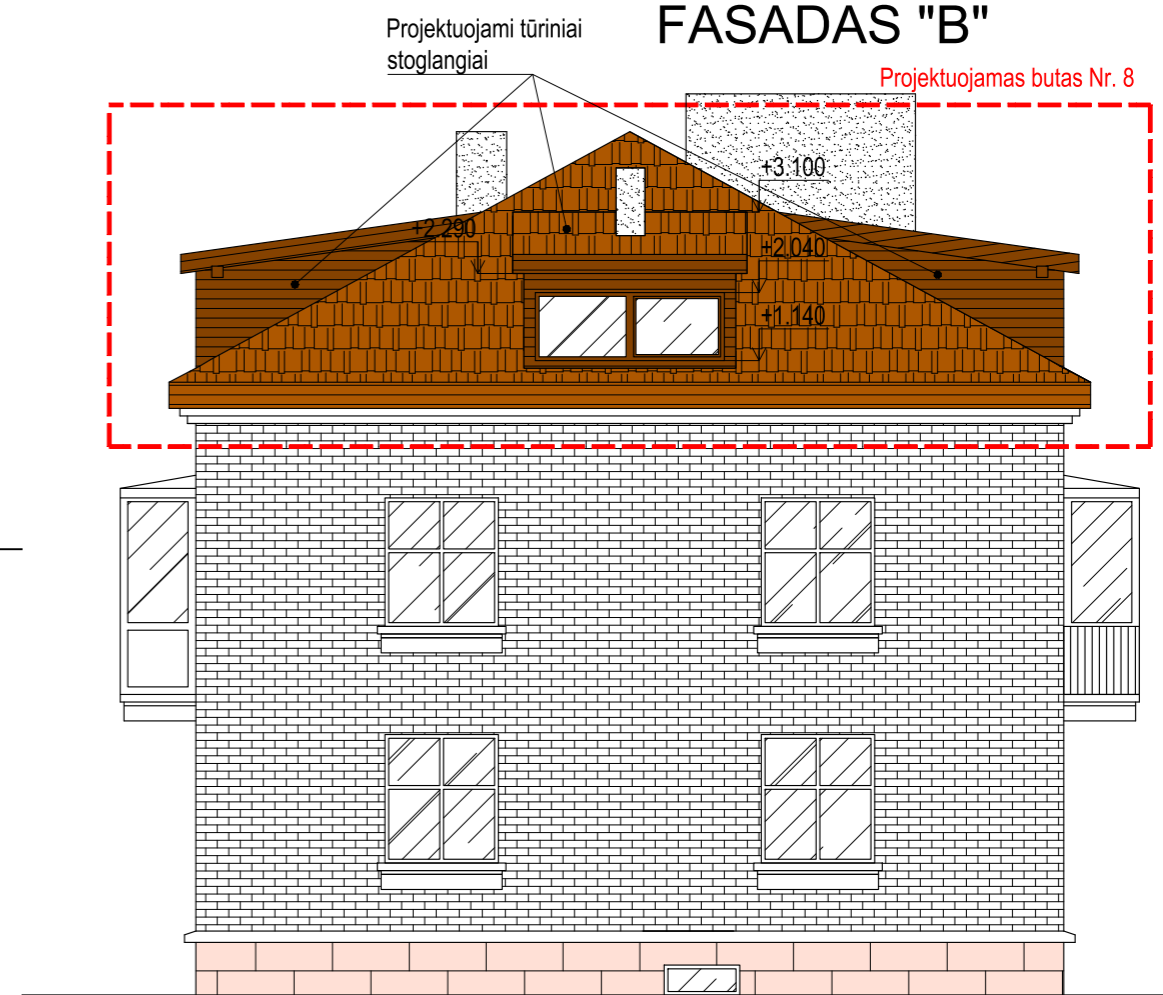 FASADAS "B"
Projektuojami tūriniai
stoglangiai
Projektuojamas butas Nr. 8
+3.100
+2.290
+2.040
+1.140